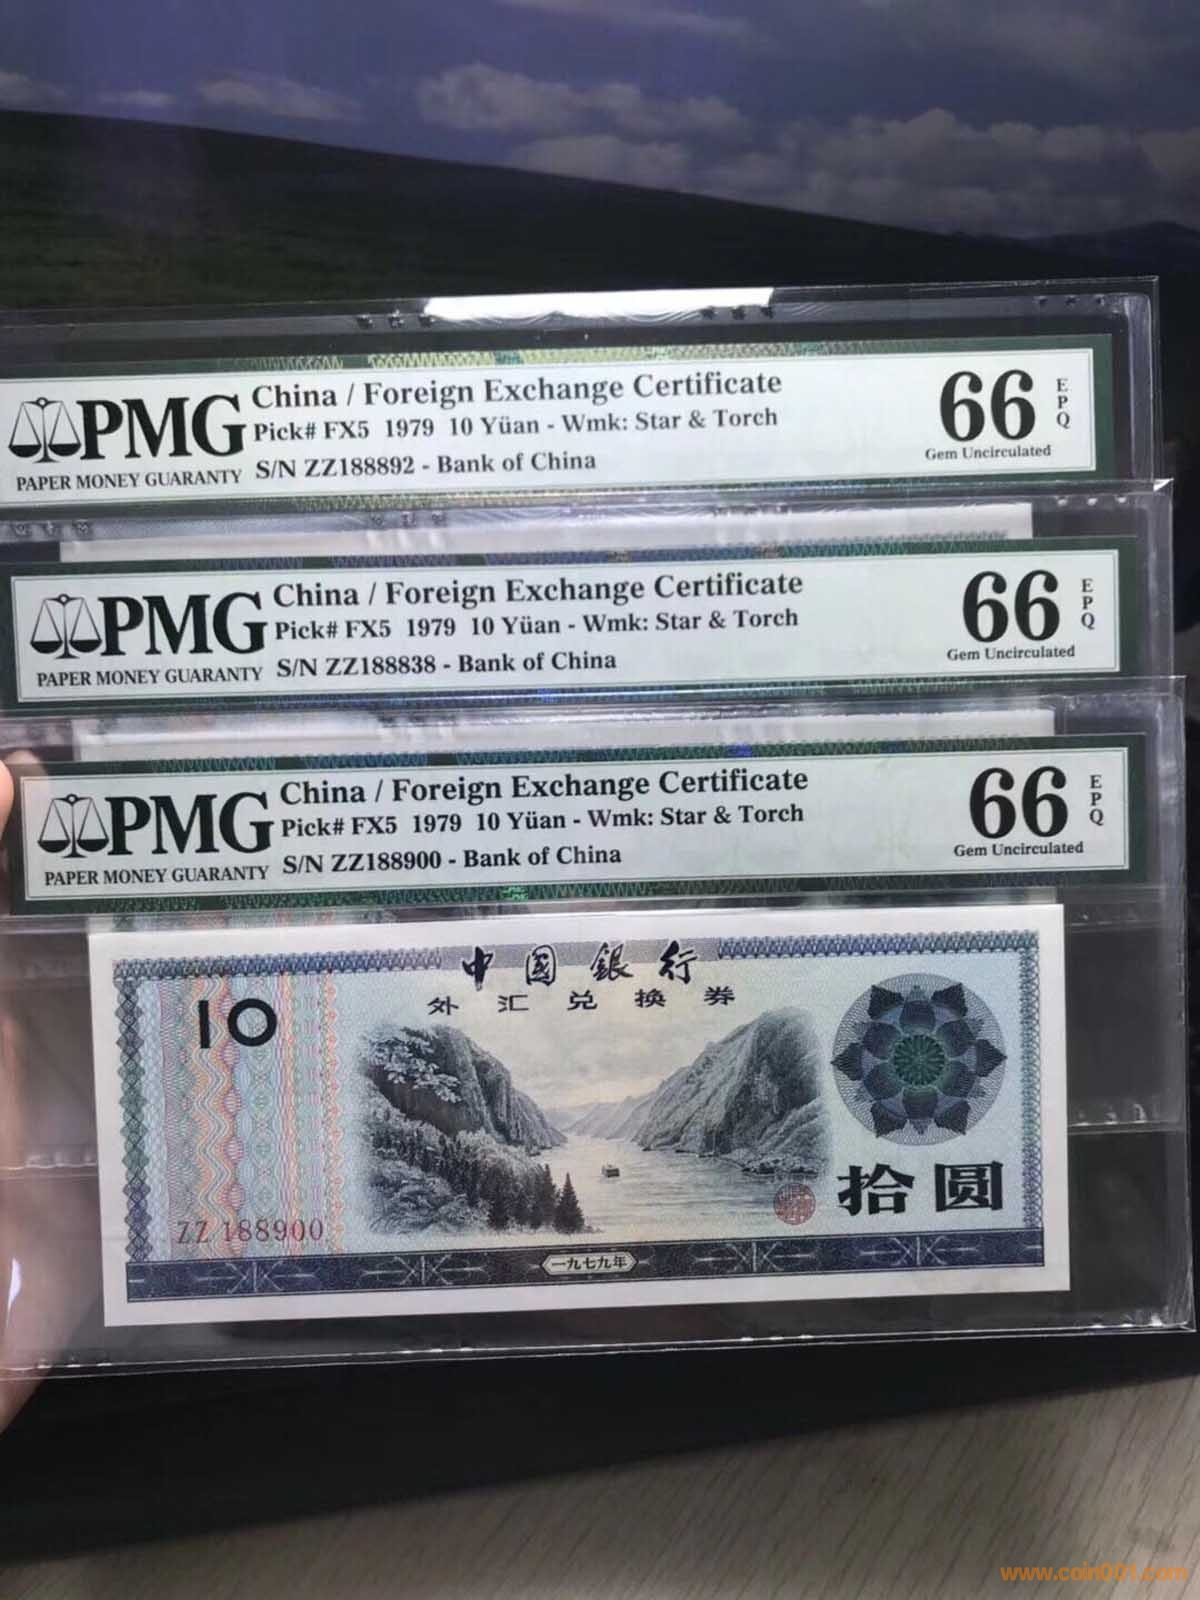 PMG
PAPER MONEY GUARANTY
China / Foreign Exchange Certificate
Pick# FX5 1979 10 Yüan - Wmk: Star & Torch
S/N ZZ188892 - Bank of China
66
EPQ
Gem Uncirculated
PMG
PAPER MONEY GUARANTY
China / Foreign Exchange Certificate
Pick# FX5 1979 10 Yüan - Wmk: Star & Torch
S/N ZZ188838 - Bank of China
66
EPQ
Gem Uncirculated
PMG
PAPER MONEY GUARANTY
China / Foreign Exchange Certificate
Pick# FX5 1979 10 Yüan - Wmk: Star & Torch
S/N ZZ188900 - Bank of China
66
EPQ
Gem Uncirculated
中國銀行
外汇兑换券
10
拾圆
ZZ 188900
一九七九年
www.coin001.com